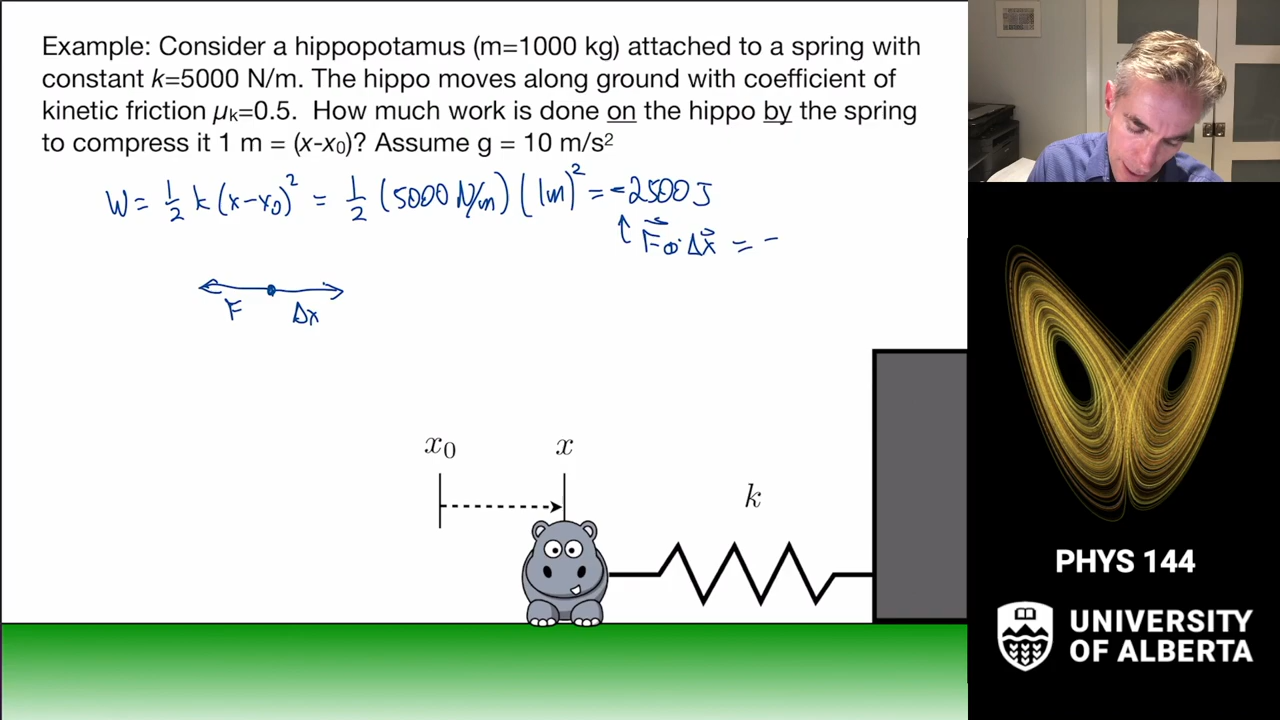 Example: Consider a hippopotamus (m=1000 kg) attached to a spring with
constant k=5000 N/m. The hippo moves along ground with coefficient of
kinetic friction μₖ=0.5. How much work is done on the hippo by the spring
to compress it 1 m = (x-x₀)? Assume g = 10 m/s²
W = 1/2 k (x-x₀)² = 1/2 (5000 N/m) (1m)² = -2500 J
↑ F⃗ · Δx⃗ = -
F Δx
x₀ x
k
PHYS 144
UNIVERSITY
OF ALBERTA